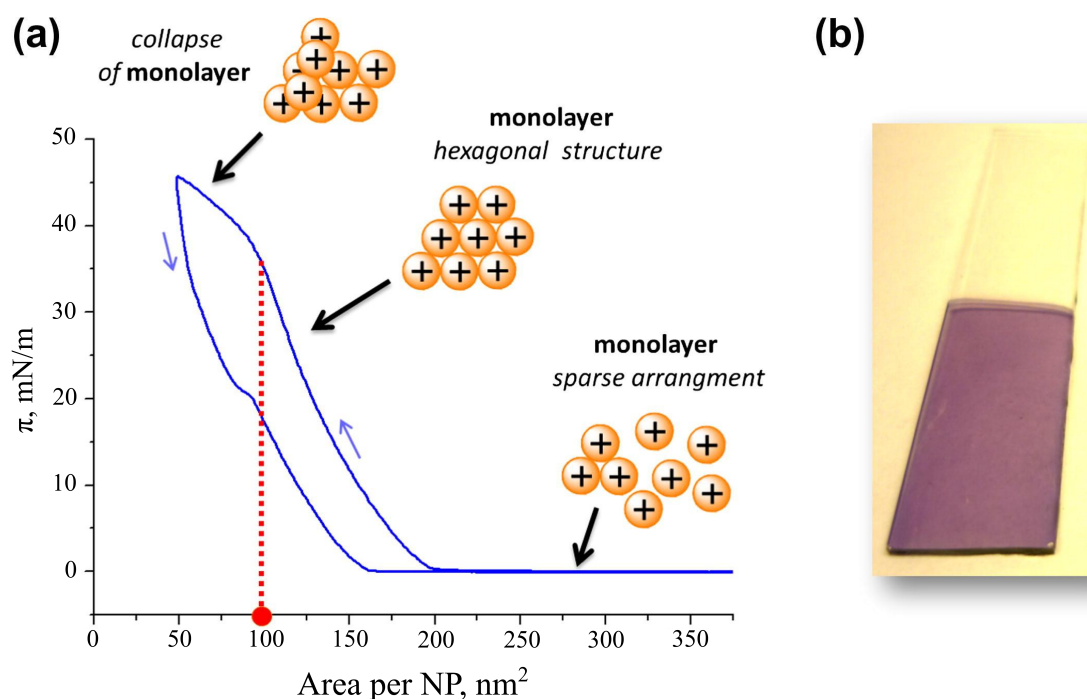 (a)
collapse
of monolayer
monolayer
hexagonal structure
monolayer
sparse arrangment
50
40
30
20
10
0
π, mN/m
0 50 100 150 200 250 300 350
Area per NP, nm²
(b)